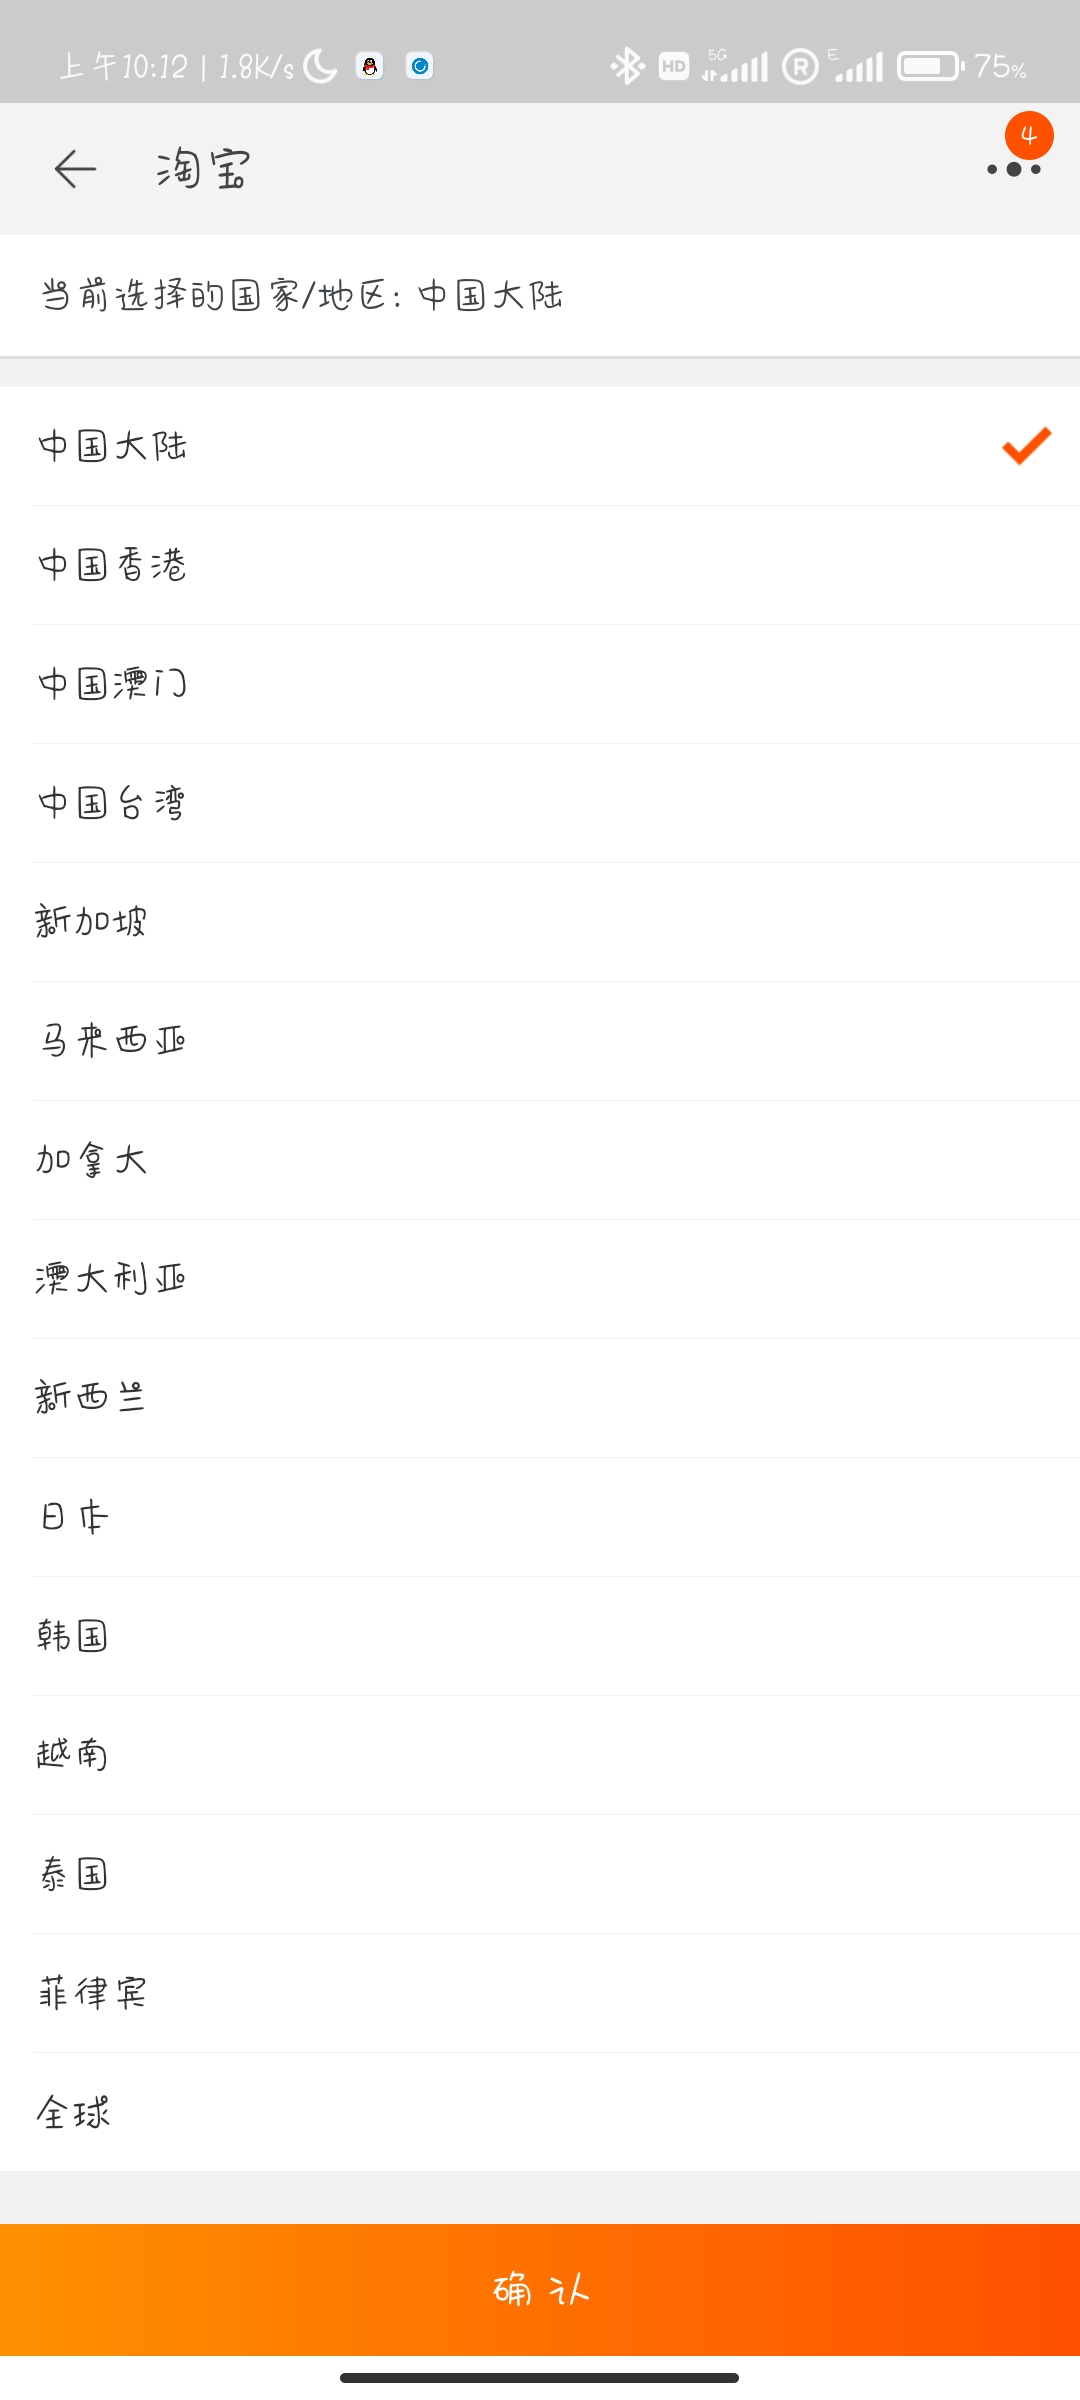 上午10:12 | 1.8K/s HD 5G R E 75%
4
淘宝
当前选择的国家/地区: 中国大陆
中国大陆
中国香港
中国澳门
中国台湾
新加坡
马来西亚
加拿大
澳大利亚
新西兰
日本
韩国
越南
泰国
菲律宾
全球
确认